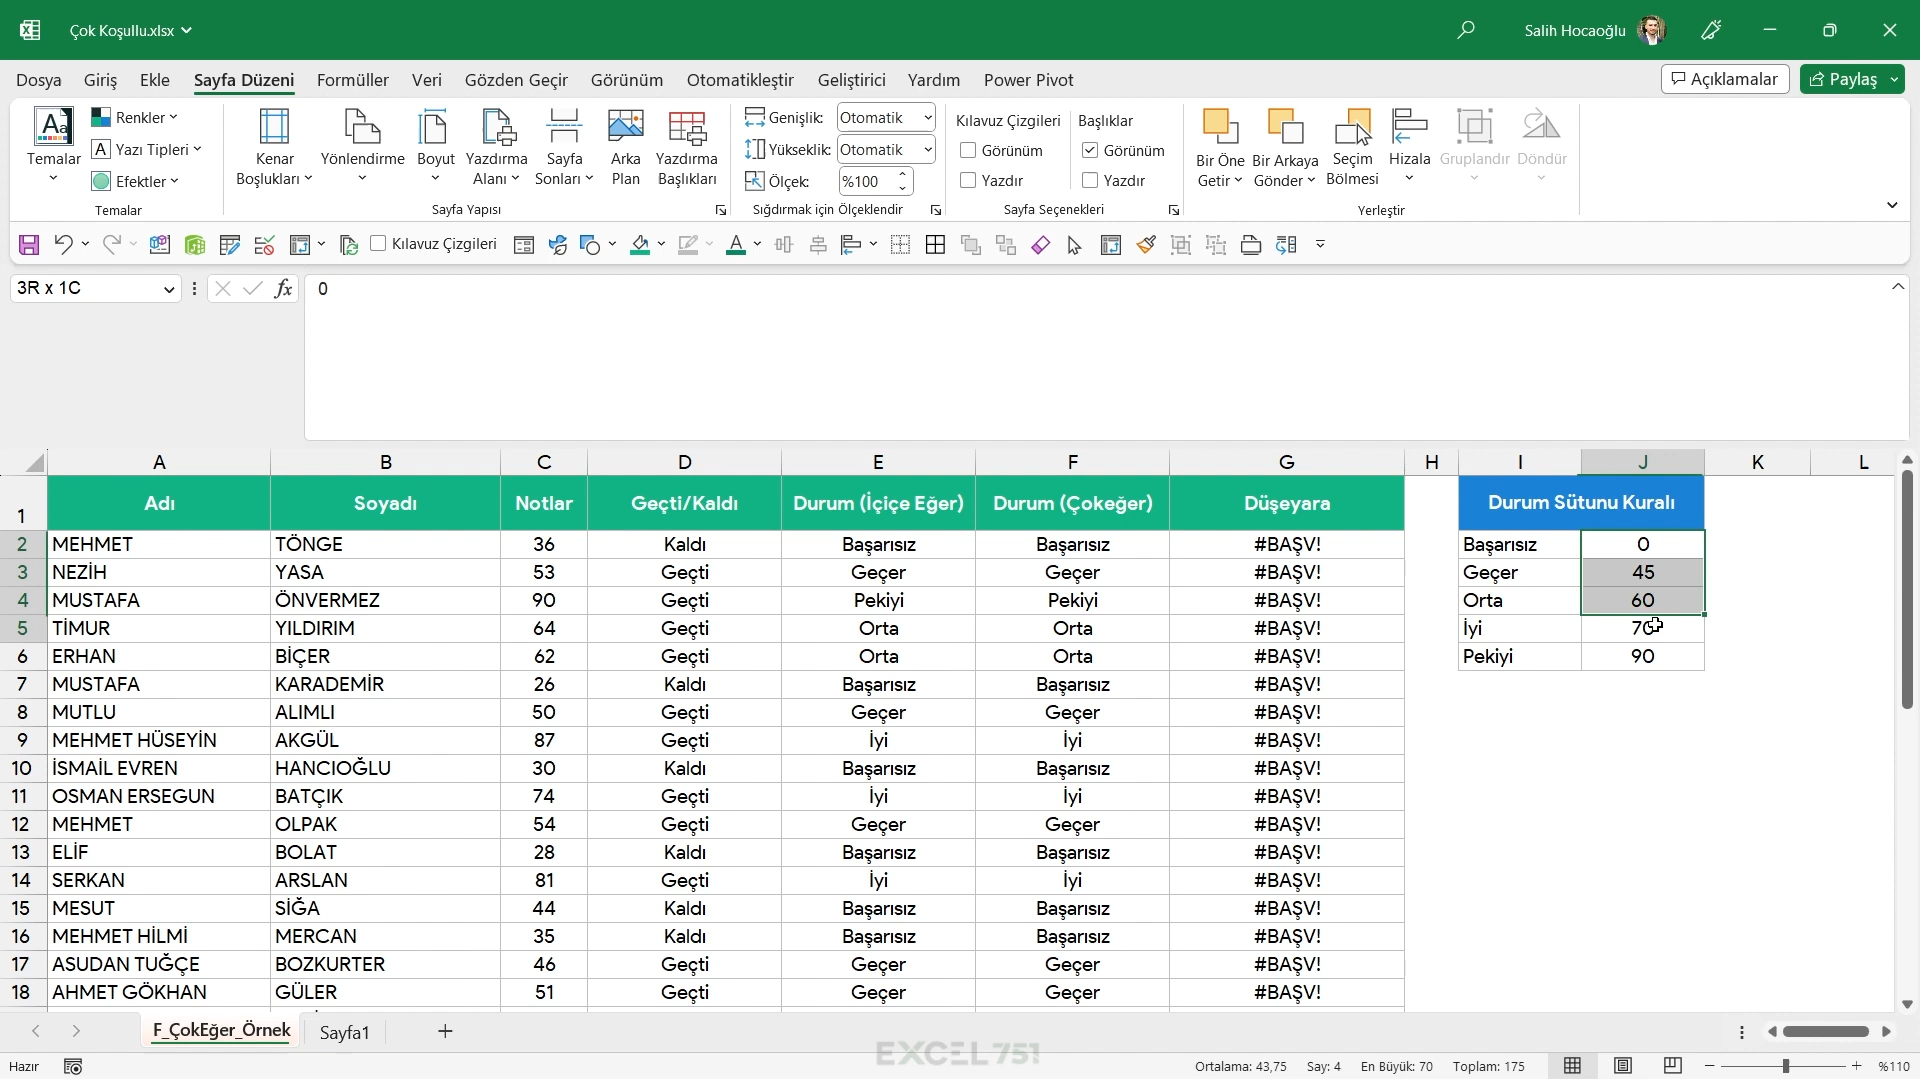 Çok Koşullu.xlsx
Salih Hocaoğlu
Dosya Giriş Ekle Sayfa Düzeni Formüller Veri Gözden Geçir Görünüm Otomatikleştir Geliştirici Yardım Power Pivot
Açıklamalar Paylaş
Temalar Renkler Yazı Tipleri Efektler
Temalar
Kenar Boşlukları Yönlendirme Boyut Yazdırma Alanı Sayfa Sonları Arka Plan Yazdırma Başlıkları
Sayfa Yapısı
Genişlik: Otomatik
Yükseklik: Otomatik
Ölçek: %100
Sığdırmak için Ölçeklendir
Kılavuz Çizgileri Başlıklar
Görünüm Görünüm
Yazdır Yazdır
Sayfa Seçenekleri
Bir Öne Getir Bir Arkaya Gönder Seçim Bölmesi Hizala Gruplandır Döndür
Yerleştir
Kılavuz Çizgileri
3R x 1C fx 0
A B C D E F G H I J K L
1 Adı Soyadı Notlar Geçti/Kaldı Durum (İçiçe Eğer) Durum (Çokeğer) Düşeyara Durum Sütunu Kuralı
2 MEHMET TÖNGE 36 Kaldı Başarısız Başarısız #BAŞV! Başarısız 0
3 NEZİH YASA 53 Geçti Geçer Geçer #BAŞV! Geçer 45
4 MUSTAFA ÖNVERMEZ 90 Geçti Pekiyi Pekiyi #BAŞV! Orta 60
5 TİMUR YILDIRIM 64 Geçti Orta Orta #BAŞV! İyi 70
6 ERHAN BİÇER 62 Geçti Orta Orta #BAŞV! Pekiyi 90
7 MUSTAFA KARADEMİR 26 Kaldı Başarısız Başarısız #BAŞV!
8 MUTLU ALIMLI 50 Geçti Geçer Geçer #BAŞV!
9 MEHMET HÜSEYİN AKGÜL 87 Geçti İyi İyi #BAŞV!
10 İSMAİL EVREN HANCIOĞLU 30 Kaldı Başarısız Başarısız #BAŞV!
11 OSMAN ERSEGUN BATÇIK 74 Geçti İyi İyi #BAŞV!
12 MEHMET OLPAK 54 Geçti Geçer Geçer #BAŞV!
13 ELİF BOLAT 28 Kaldı Başarısız Başarısız #BAŞV!
14 SERKAN ARSLAN 81 Geçti İyi İyi #BAŞV!
15 MESUT SİĞA 44 Kaldı Başarısız Başarısız #BAŞV!
16 MEHMET HİLMİ MERCAN 35 Kaldı Başarısız Başarısız #BAŞV!
17 ASUDAN TUĞÇE BOZKURTER 46 Geçti Geçer Geçer #BAŞV!
18 AHMET GÖKHAN GÜLER 51 Geçti Geçer Geçer #BAŞV!
F_ÇokEğer_Örnek Sayfa1
EXCEL 751
Hazır Ortalama: 43,75 Say: 4 En Büyük: 70 Toplam: 175 %110